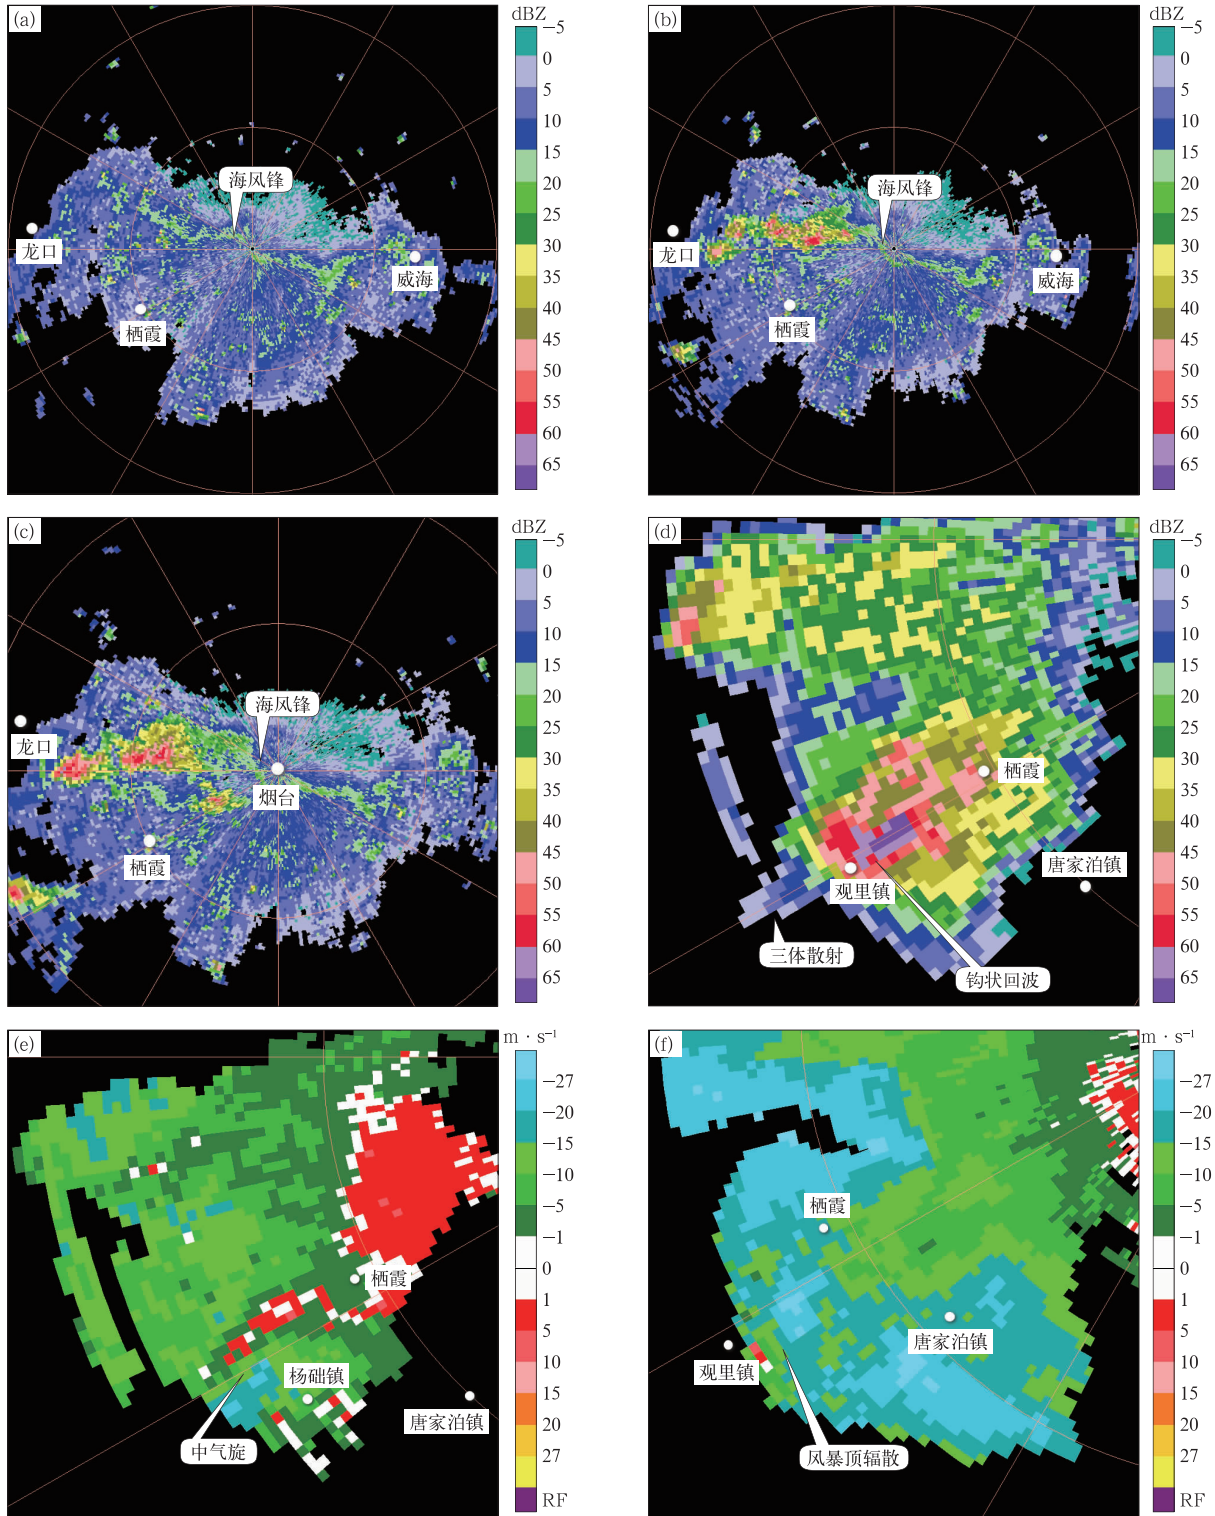 (a)
dBZ
−5
0
5
10
15
20
25
30
35
40
45
50
55
60
65
海风锋
龙口
威海
栖霞
(b)
dBZ
−5
0
5
10
15
20
25
30
35
40
45
50
55
60
65
海风锋
龙口
威海
栖霞
(c)
dBZ
−5
0
5
10
15
20
25
30
35
40
45
50
55
60
65
海风锋
龙口
烟台
栖霞
(d)
dBZ
−5
0
5
10
15
20
25
30
35
40
45
50
55
60
65
栖霞
唐家泊镇
观里镇
三体散射
钩状回波
(e)
m · s⁻¹
−27
−20
−15
−10
−5
−1
0
1
5
10
15
20
27
RF
栖霞
杨础镇
唐家泊镇
中气旋
(f)
m · s⁻¹
−27
−20
−15
−10
−5
−1
0
1
5
10
15
20
27
RF
栖霞
唐家泊镇
观里镇
风暴顶辐散